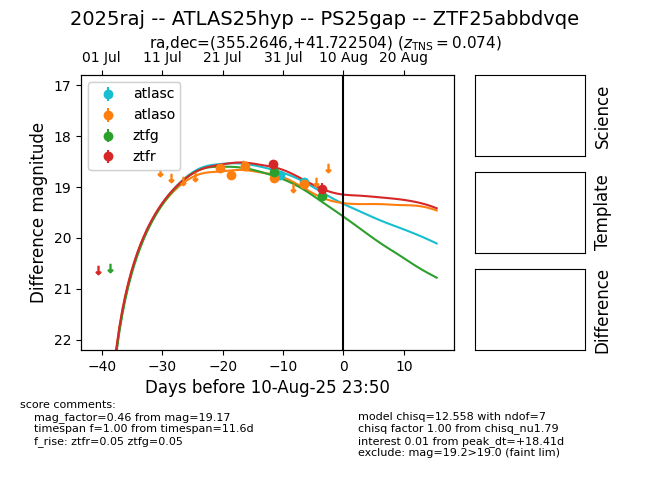 2025raj -- ATLAS25hyp -- PS25gap -- ZTF25abbdvqe
ra,dec=(355.2646,+41.722504) (z_TNS = 0.074)
01 Jul 11 Jul 21 Jul 31 Jul 10 Aug 20 Aug
atlasc
atlaso
ztfg
ztfr
17
18
19
20
21
22
Difference magnitude
−40 −30 −20 −10 0 10
Days before 10-Aug-25 23:50
Science
Template
Difference
score comments:
mag_factor=0.46 from mag=19.17
timespan f=1.00 from timespan=11.6d
f_rise: ztfr=0.05 ztfg=0.05
model chisq=12.558 with ndof=7
chisq factor 1.00 from chisq_nu1.79
interest 0.01 from peak_dt=+18.41d
exclude: mag=19.2>19.0 (faint lim)